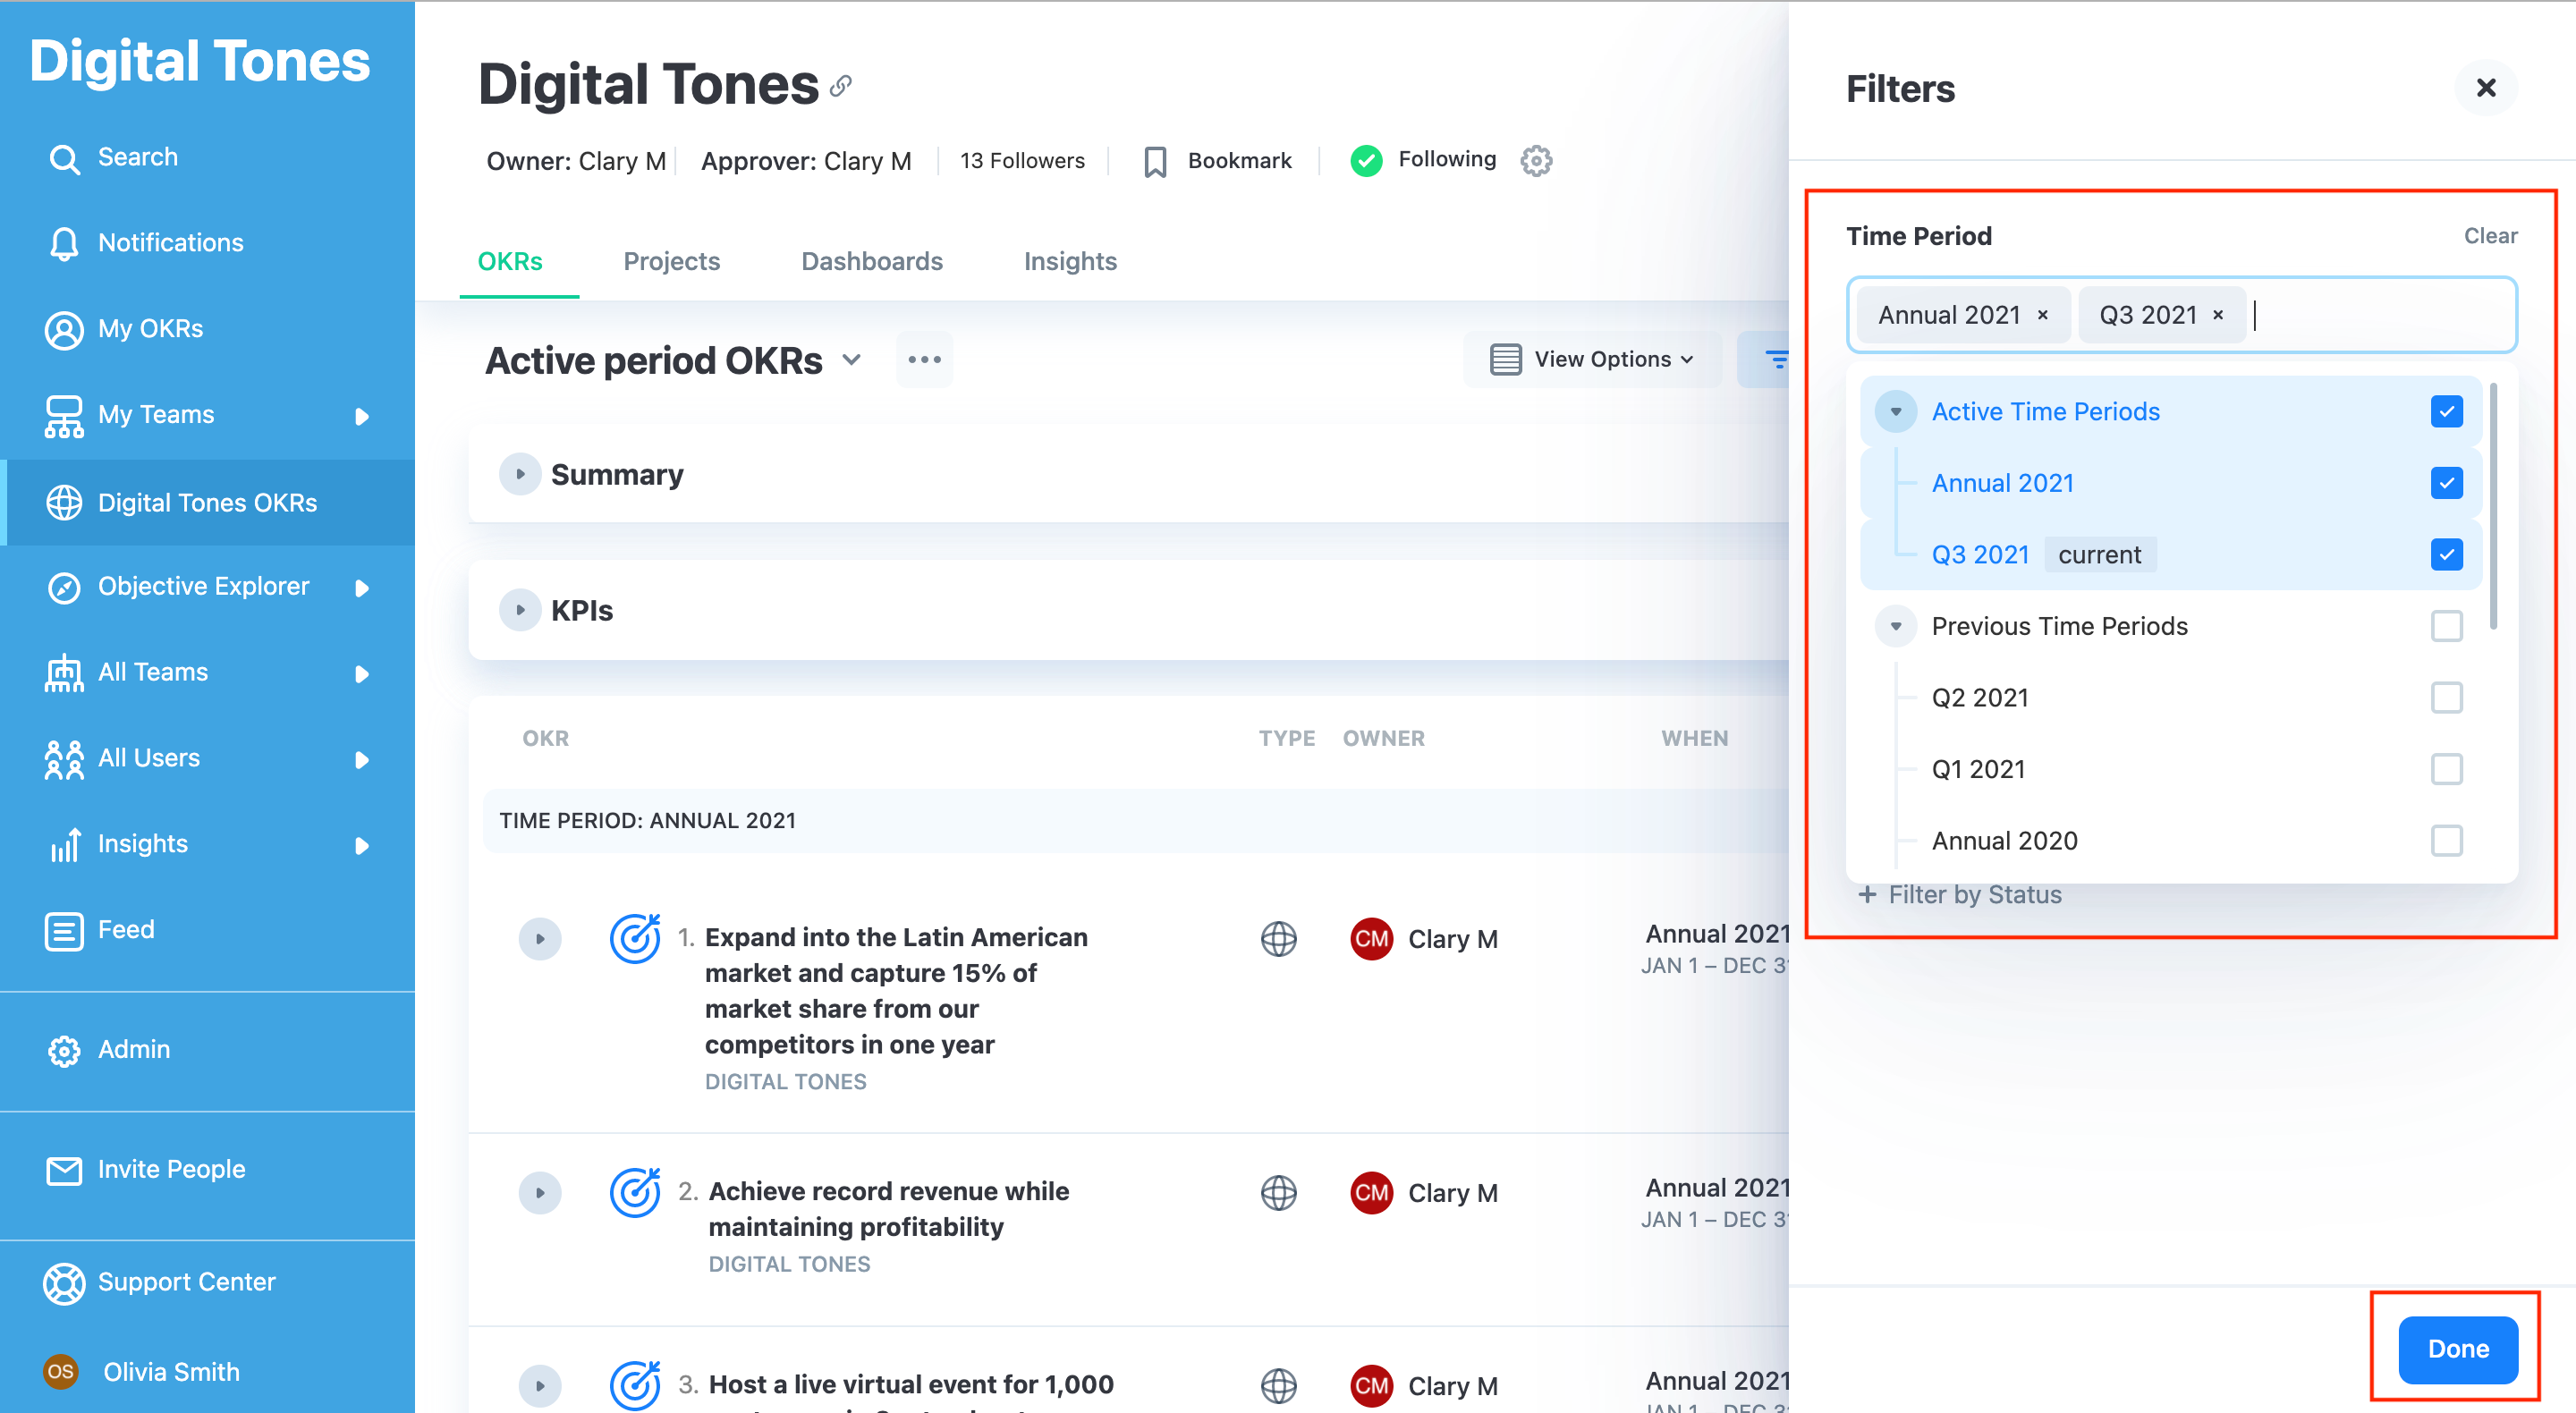 Digital Tones
Search
Notifications
My OKRs
My Teams
Digital Tones OKRs
Objective Explorer
All Teams
All Users
Insights
Feed
Admin
Invite People
Support Center
OS Olivia Smith
Digital Tones
Owner: Clary M Approver: Clary M 13 Followers Bookmark Following
OKRs Projects Dashboards Insights
Active period OKRs View Options
Summary
KPIs
OKR TYPE OWNER WHEN
TIME PERIOD: ANNUAL 2021
1. Expand into the Latin American
market and capture 15% of
market share from our
competitors in one year
DIGITAL TONES
CM Clary M
Annual 2021
JAN 1 – DEC 31
2. Achieve record revenue while
maintaining profitability
DIGITAL TONES
CM Clary M
Annual 2021
JAN 1 – DEC 31
3. Host a live virtual event for 1,000
CM Clary M
Annual 2021
JAN 1 – DEC 31
Filters
Time Period Clear
Annual 2021 × Q3 2021 ×
Active Time Periods
Annual 2021
Q3 2021 current
Previous Time Periods
Q2 2021
Q1 2021
Annual 2020
+ Filter by Status
Done